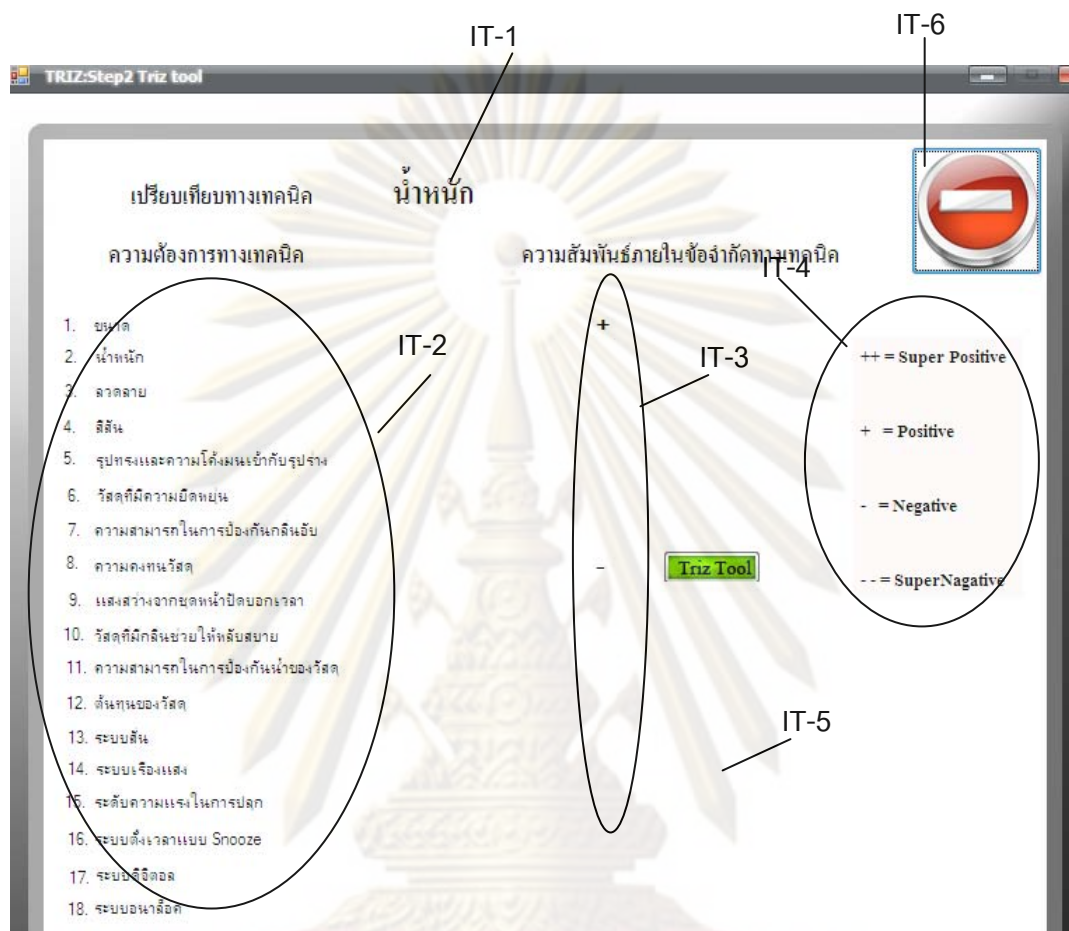 IT-1
IT-6
TRIZ:Step2 Triz tool
เปรียบเทียบทางเทคนิค น้ำหนัก
ความต้องการทางเทคนิค ความสัมพันธ์ภายในข้อจำกัดทางเทคนิค
IT-4
1. ขนาด +
IT-2
IT-3
2. น้ำหนัก ++ = Super Positive
3. ลวดลาย
4. สีสัน + = Positive
5. รูปทรงและความโค้งมนเข้ากับรูปร่าง
6. วัสดุที่มีความยืดหยุ่น - = Negative
7. ความสามารถในการป้องกันกลิ่นอับ
8. ความคงทนวัสดุ - Triz Tool
- - = SuperNagative
9. แสงสว่างจากชุดหน้าปัดบอกเวลา
10. วัสดุที่มีกลิ่นช่วยให้หลับสบาย
11. ความสามารถในการป้องกันน้ำของวัสดุ
12. ต้นทุนของวัสดุ
IT-5
13. ระบบสั่น
14. ระบบเรืองแสง
15. ระดับความแรงในการปลุก
16. ระบบตั้งเวลาแบบ Snooze
17. ระบบดิจิตอล
18. ระบบอนาล็อค